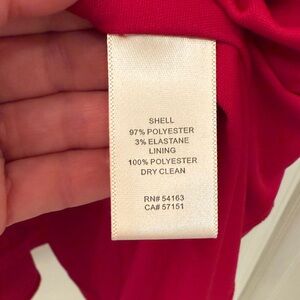 SHELL
97% POLYESTER
3% ELASTANE
LINING
100% POLYESTER
DRY CLEAN
RN# 54163
CA# 57151